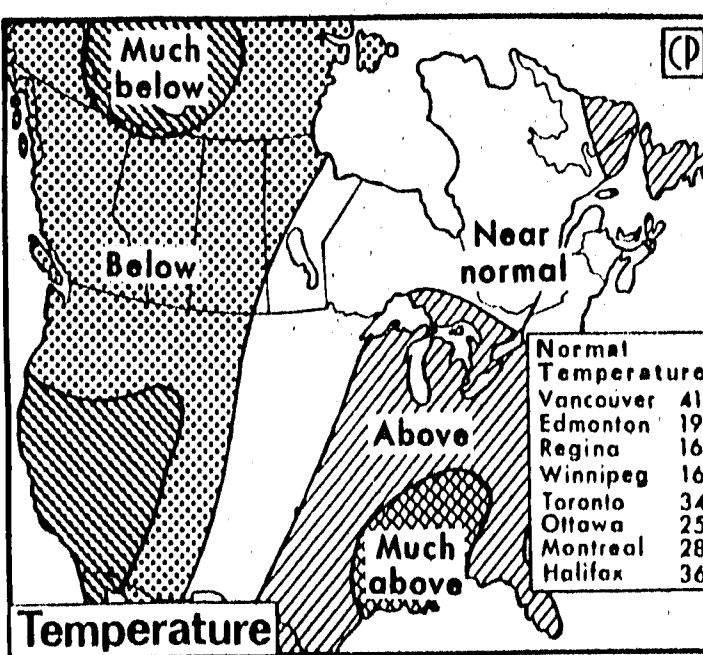 Much
below
CP
Below
Near
normal
Above
Much
above
Normal
Temperature
Vancouver 41
Edmonton 19
Regina 16
Winnipeg 16
Toronto 34
Ottawa 25
Montreal 28
Halifax 36
Temperature